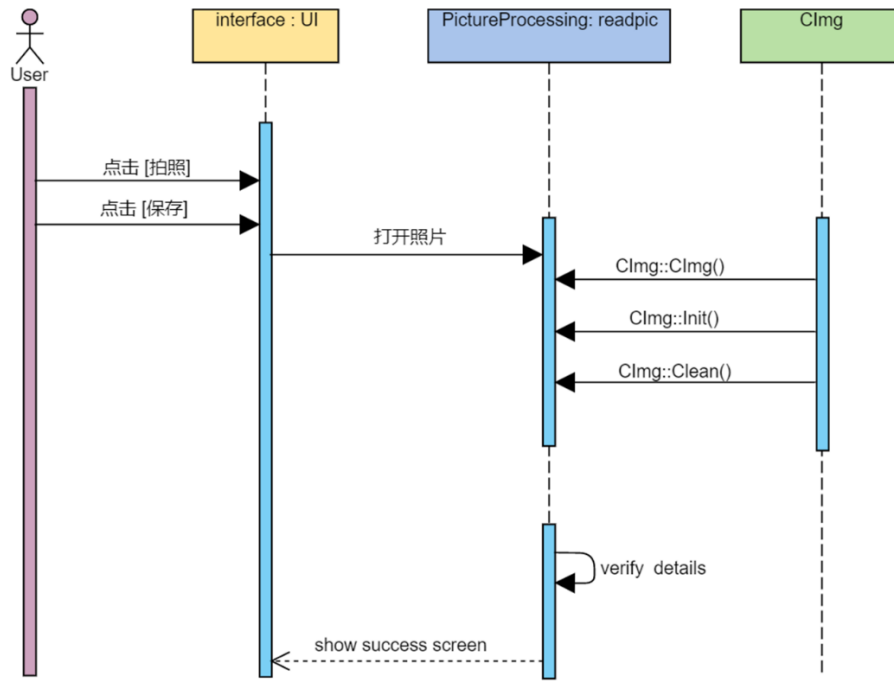 interface : UI
PictureProcessing: readpic
CImg
User
点击 [拍照]
点击 [保存]
打开照片
CImg::CImg()
CImg::Init()
CImg::Clean()
verify  details
show success screen